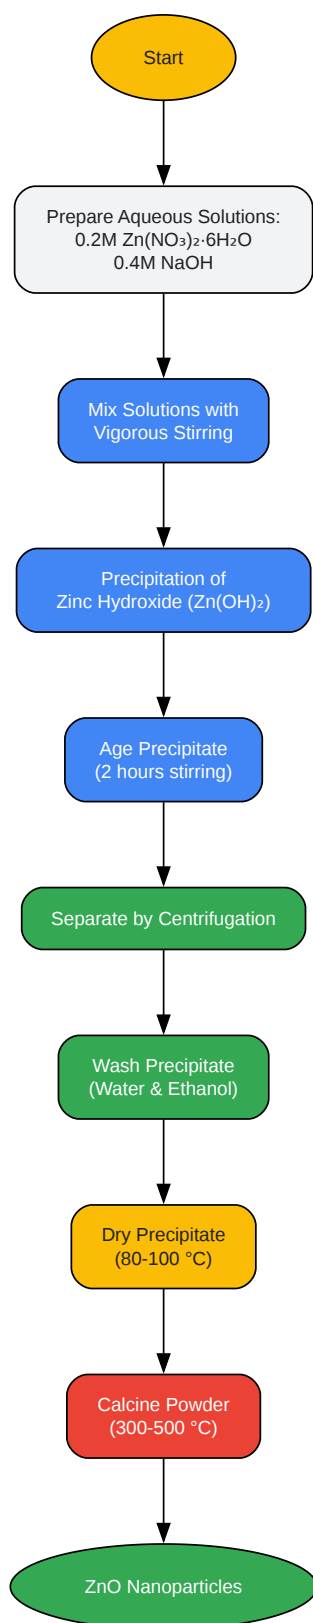 Start
Prepare Aqueous Solutions:
0.2M Zn(NO₃)₂·6H₂O
0.4M NaOH
Mix Solutions with
Vigorous Stirring
Precipitation of
Zinc Hydroxide (Zn(OH)₂)
Age Precipitate
(2 hours stirring)
Separate by Centrifugation
Wash Precipitate
(Water & Ethanol)
Dry Precipitate
(80-100 °C)
Calcine Powder
(300-500 °C)
ZnO Nanoparticles